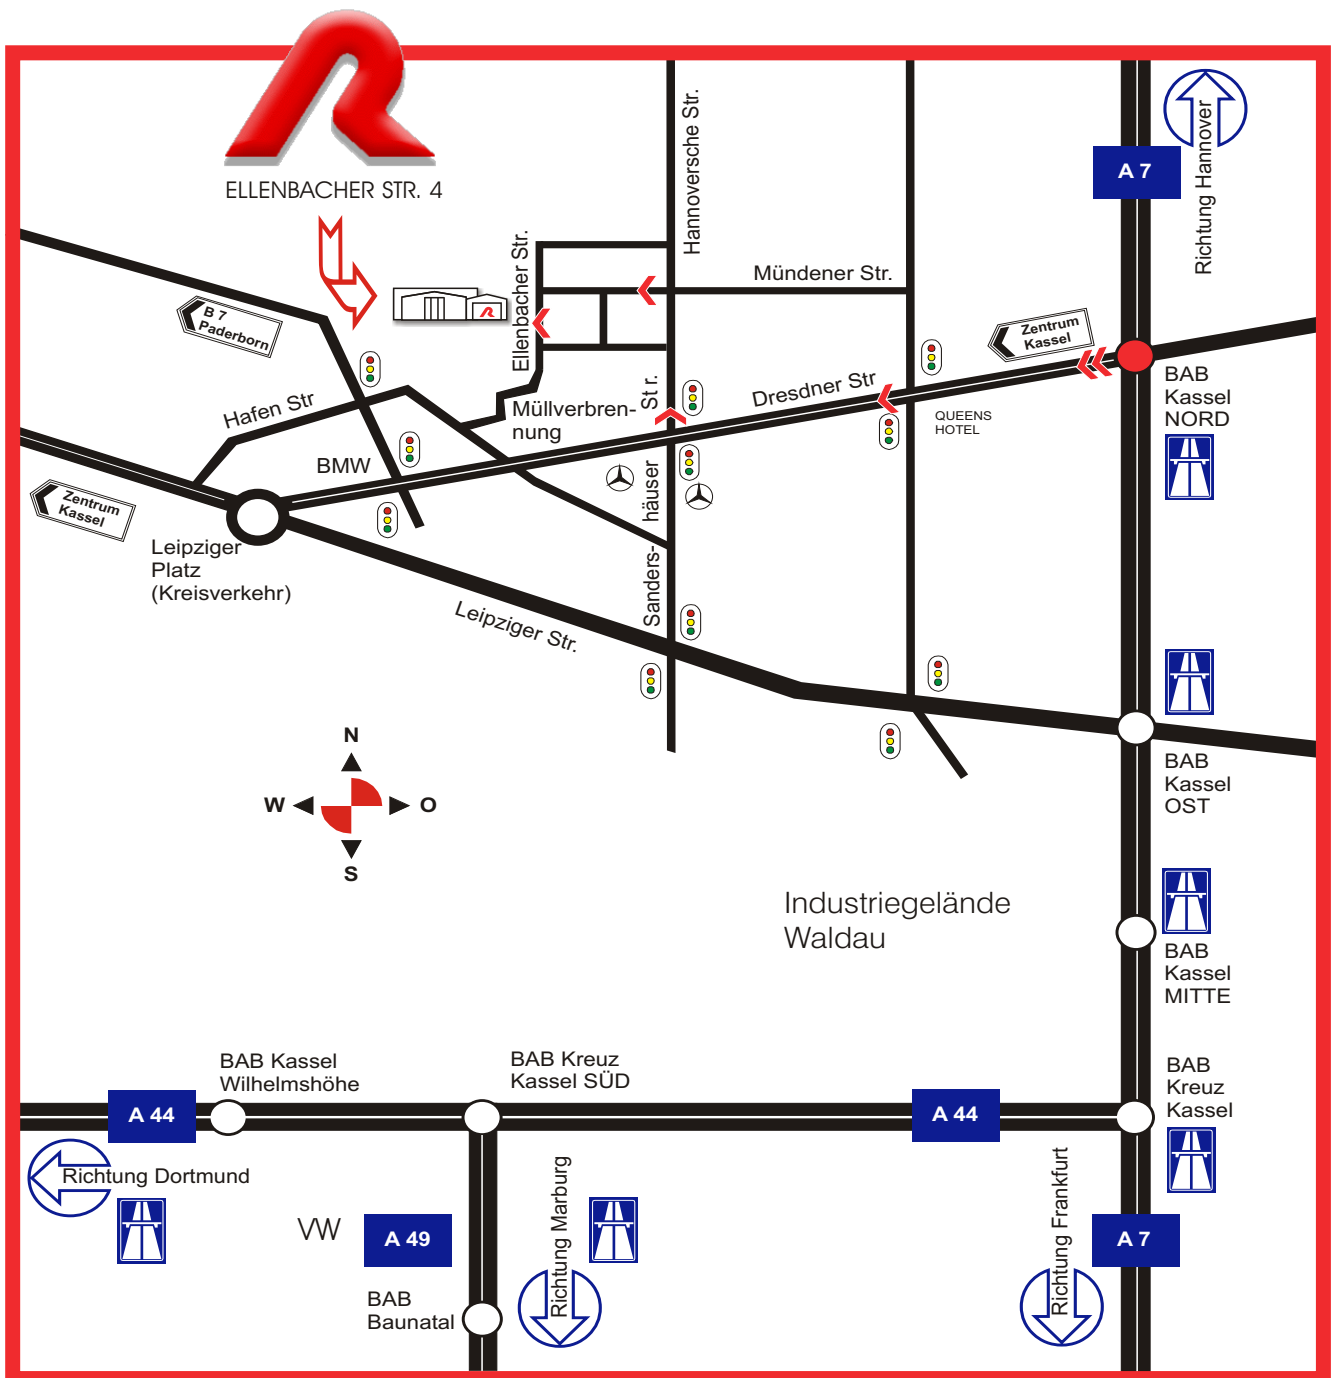 ELLENBACHER STR. 4
A 7
Richtung Hannover
Hannoversche Str.
Ellenbacher Str.
Mündener Str.
B 7
Paderborn
Zentrum
Kassel
BAB
Kassel
NORD
Dresdner Str
QUEENS
HOTEL
Hafen Str
Müllverbren-
nung
BMW
Sanders-
häuser
Str.
Zentrum
Kassel
Leipziger
Platz
(Kreisverkehr)
Leipziger Str.
N
W
O
S
BAB
Kassel
OST
Industriegelände
Waldau
BAB
Kassel
MITTE
BAB Kassel
Wilhelmshöhe
BAB Kreuz
Kassel SÜD
BAB
Kreuz
Kassel
A 44
A 44
Richtung Dortmund
VW
A 49
Richtung Marburg
Richtung Frankfurt
A 7
BAB
Baunatal